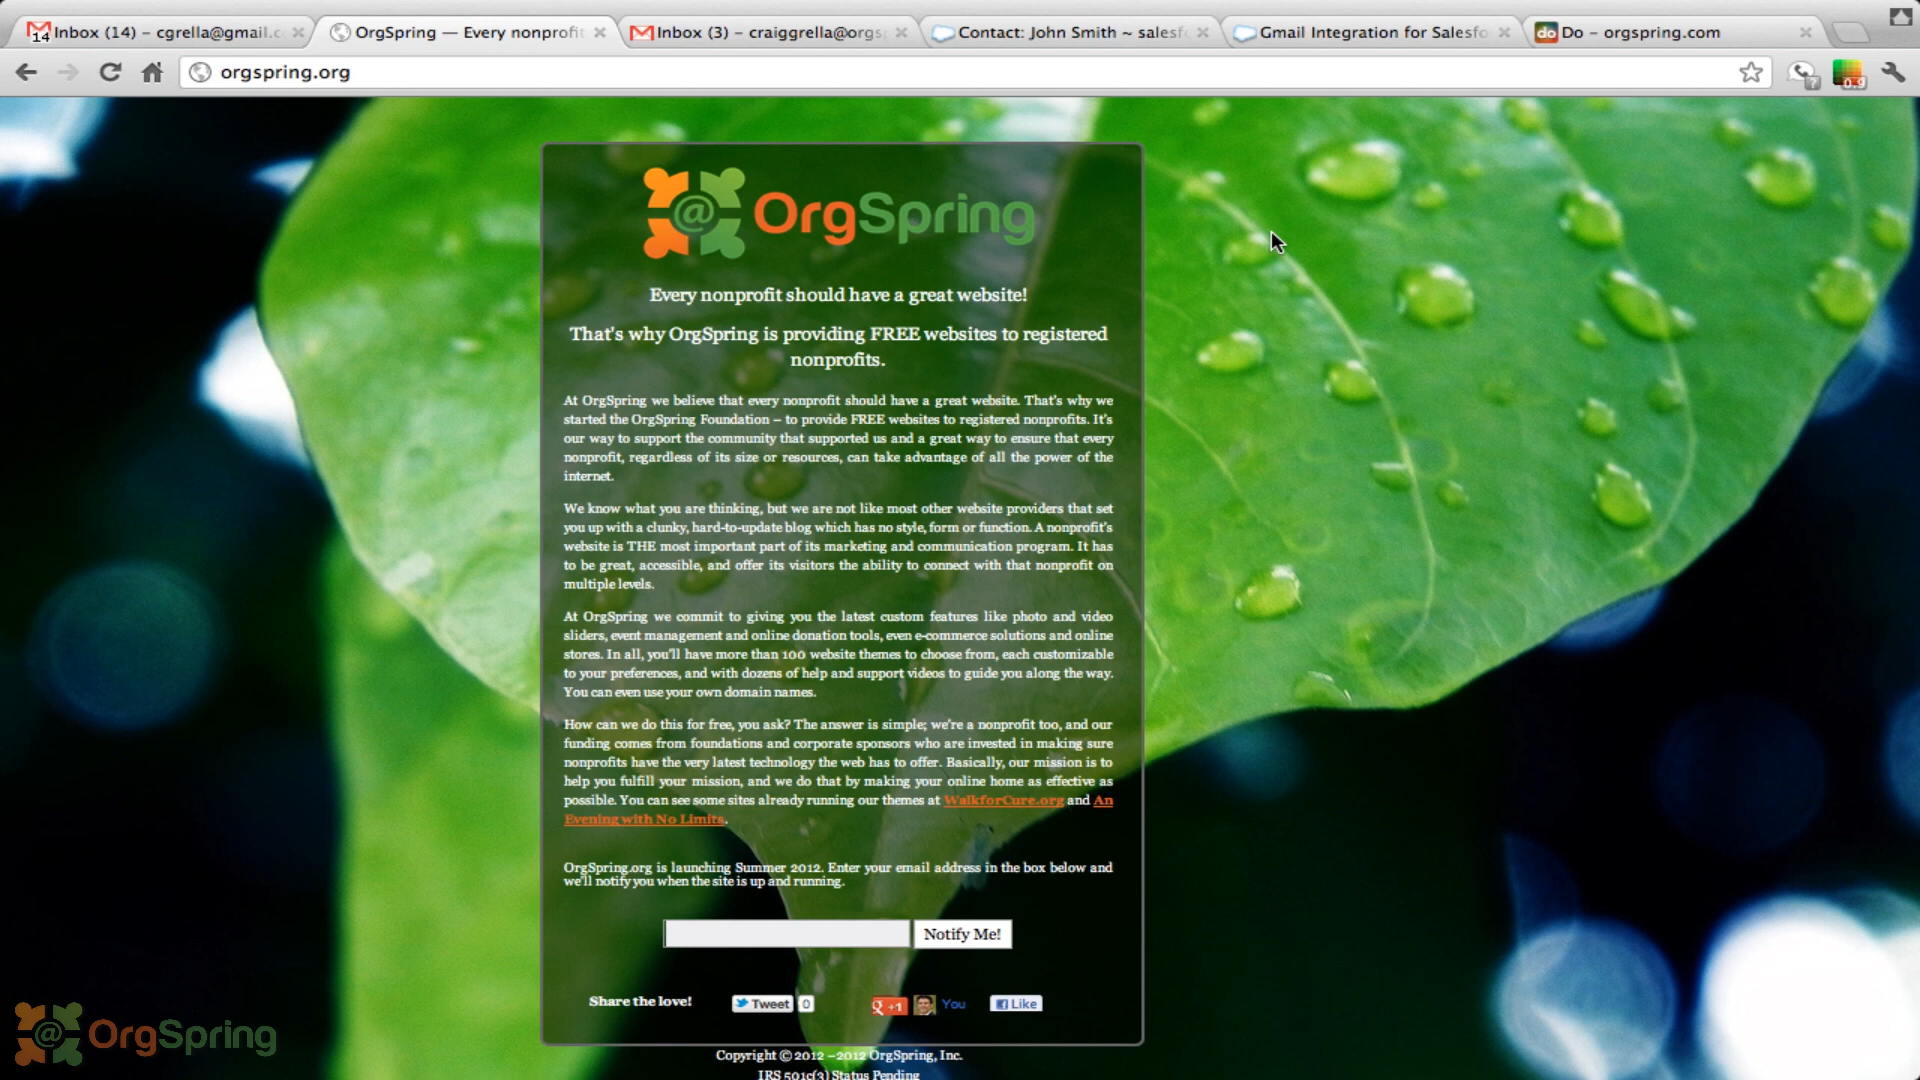 14
Inbox (14) – cgrella@gmail.c
OrgSpring — Every nonprofit
Inbox (3) – craiggrella@orgs
Contact: John Smith ~ salesf
Gmail Integration for Salesfo
do Do – orgspring.com
orgspring.org
?
0.9
@ OrgSpring
Every nonprofit should have a great website!
That's why OrgSpring is providing FREE websites to registered
nonprofits.
At OrgSpring we believe that every nonprofit should have a great website. That's why we
started the OrgSpring Foundation – to provide FREE websites to registered nonprofits. It's
our way to support the community that supported us and a great way to ensure that every
nonprofit, regardless of its size or resources, can take advantage of all the power of the
internet.
We know what you are thinking, but we are not like most other website providers that set
you up with a clunky, hard-to-update blog which has no style, form or function. A nonprofit's
website is THE most important part of its marketing and communication program. It has
to be great, accessible, and offer its visitors the ability to connect with that nonprofit on
multiple levels.
At OrgSpring we commit to giving you the latest custom features like photo and video
sliders, event management and online donation tools, even e-commerce solutions and online
stores. In all, you'll have more than 100 website themes to choose from, each customizable
to your preferences, and with dozens of help and support videos to guide you along the way.
You can even use your own domain names.
How can we do this for free, you ask? The answer is simple; we're a nonprofit too, and our
funding comes from foundations and corporate sponsors who are invested in making sure
nonprofits have the very latest technology the web has to offer. Basically, our mission is to
help you fulfill your mission, and we do that by making your online home as effective as
possible. You can see some sites already running our themes at WalkforCure.org and An
Evening with No Limits.
OrgSpring.org is launching Summer 2012. Enter your email address in the box below and
we'll notify you when the site is up and running.
Notify Me!
Share the love! Tweet 0 g +1 You f Like
@ OrgSpring
Copyright © 2012 –2012 OrgSpring, Inc.
IRS 501c(3) Status Pending